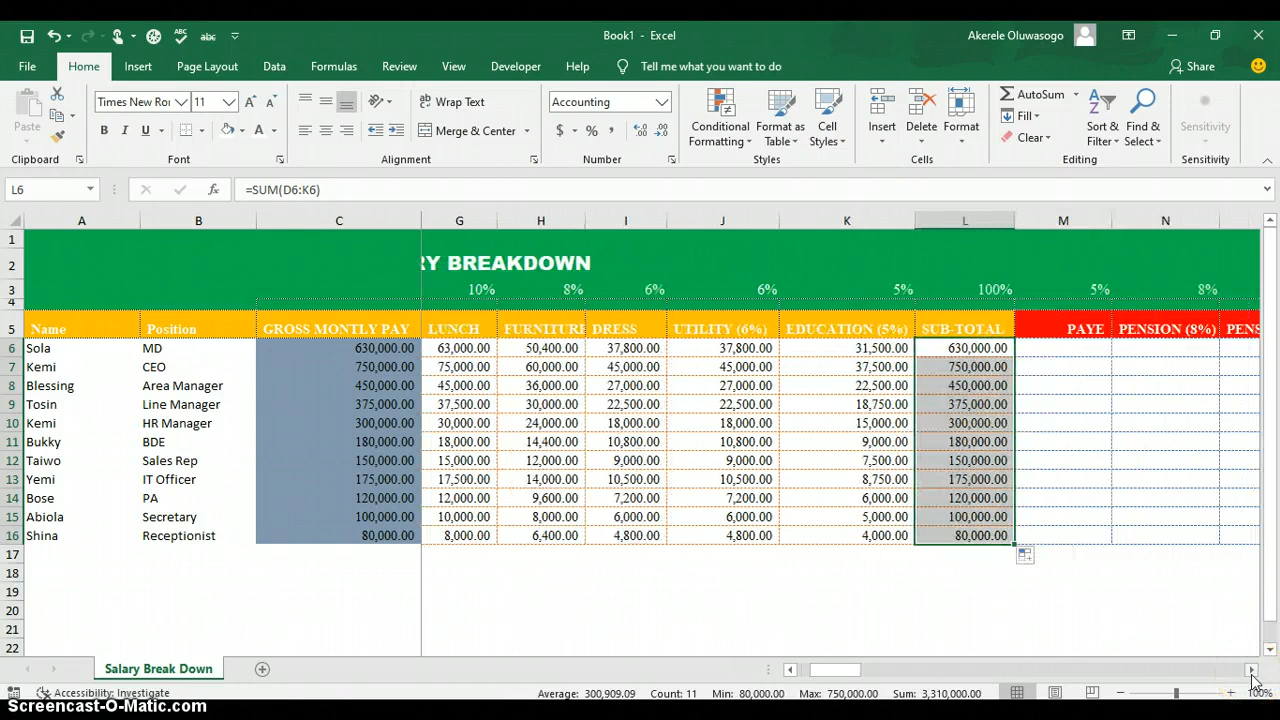 Book1 - Excel
Akerele Oluwasogo
File Home Insert Page Layout Data Formulas Review View Developer Help Tell me what you want to do Share
Paste
Clipboard
Times New Ro 11
B I U A
Font
Wrap Text
Merge & Center
Alignment
Accounting
$ % ,
Number
Conditional Formatting
Format as Table
Cell Styles
Styles
Insert Delete Format
Cells
AutoSum
Fill
Clear
Sort & Filter
Find & Select
Editing
Sensitivity
Sensitivity
L6 fx =SUM(D6:K6)
A B C G H I J K L M N
1
2 RY BREAKDOWN
3 10% 8% 6% 6% 5% 100% 5% 8%
4
5 Name Position GROSS MONTLY PAY LUNCH FURNITURE DRESS UTILITY (6%) EDUCATION (5%) SUB-TOTAL PAYE PENSION (8%) PENS
6 Sola MD 630,000.00 63,000.00 50,400.00 37,800.00 37,800.00 31,500.00 630,000.00
7 Kemi CEO 750,000.00 75,000.00 60,000.00 45,000.00 45,000.00 37,500.00 750,000.00
8 Blessing Area Manager 450,000.00 45,000.00 36,000.00 27,000.00 27,000.00 22,500.00 450,000.00
9 Tosin Line Manager 375,000.00 37,500.00 30,000.00 22,500.00 22,500.00 18,750.00 375,000.00
10 Kemi HR Manager 300,000.00 30,000.00 24,000.00 18,000.00 18,000.00 15,000.00 300,000.00
11 Bukky BDE 180,000.00 18,000.00 14,400.00 10,800.00 10,800.00 9,000.00 180,000.00
12 Taiwo Sales Rep 150,000.00 15,000.00 12,000.00 9,000.00 9,000.00 7,500.00 150,000.00
13 Yemi IT Officer 175,000.00 17,500.00 14,000.00 10,500.00 10,500.00 8,750.00 175,000.00
14 Bose PA 120,000.00 12,000.00 9,600.00 7,200.00 7,200.00 6,000.00 120,000.00
15 Abiola Secretary 100,000.00 10,000.00 8,000.00 6,000.00 6,000.00 5,000.00 100,000.00
16 Shina Receptionist 80,000.00 8,000.00 6,400.00 4,800.00 4,800.00 4,000.00 80,000.00
17
18
19
20
21
22
Salary Break Down
Accessibility: Investigate Average: 300,909.09 Count: 11 Min: 80,000.00 Max: 750,000.00 Sum: 3,310,000.00 100%
Screencast-O-Matic.com